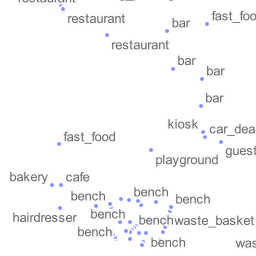 restaurant
restaurant
bar
fast_foo
restaurant
bar
bar
bar
kiosk
car_dea
fast_food
guest
playground
bakery
cafe
bench
bench
bench
hairdresser
bench
bench
waste_basket
bench
bench
was